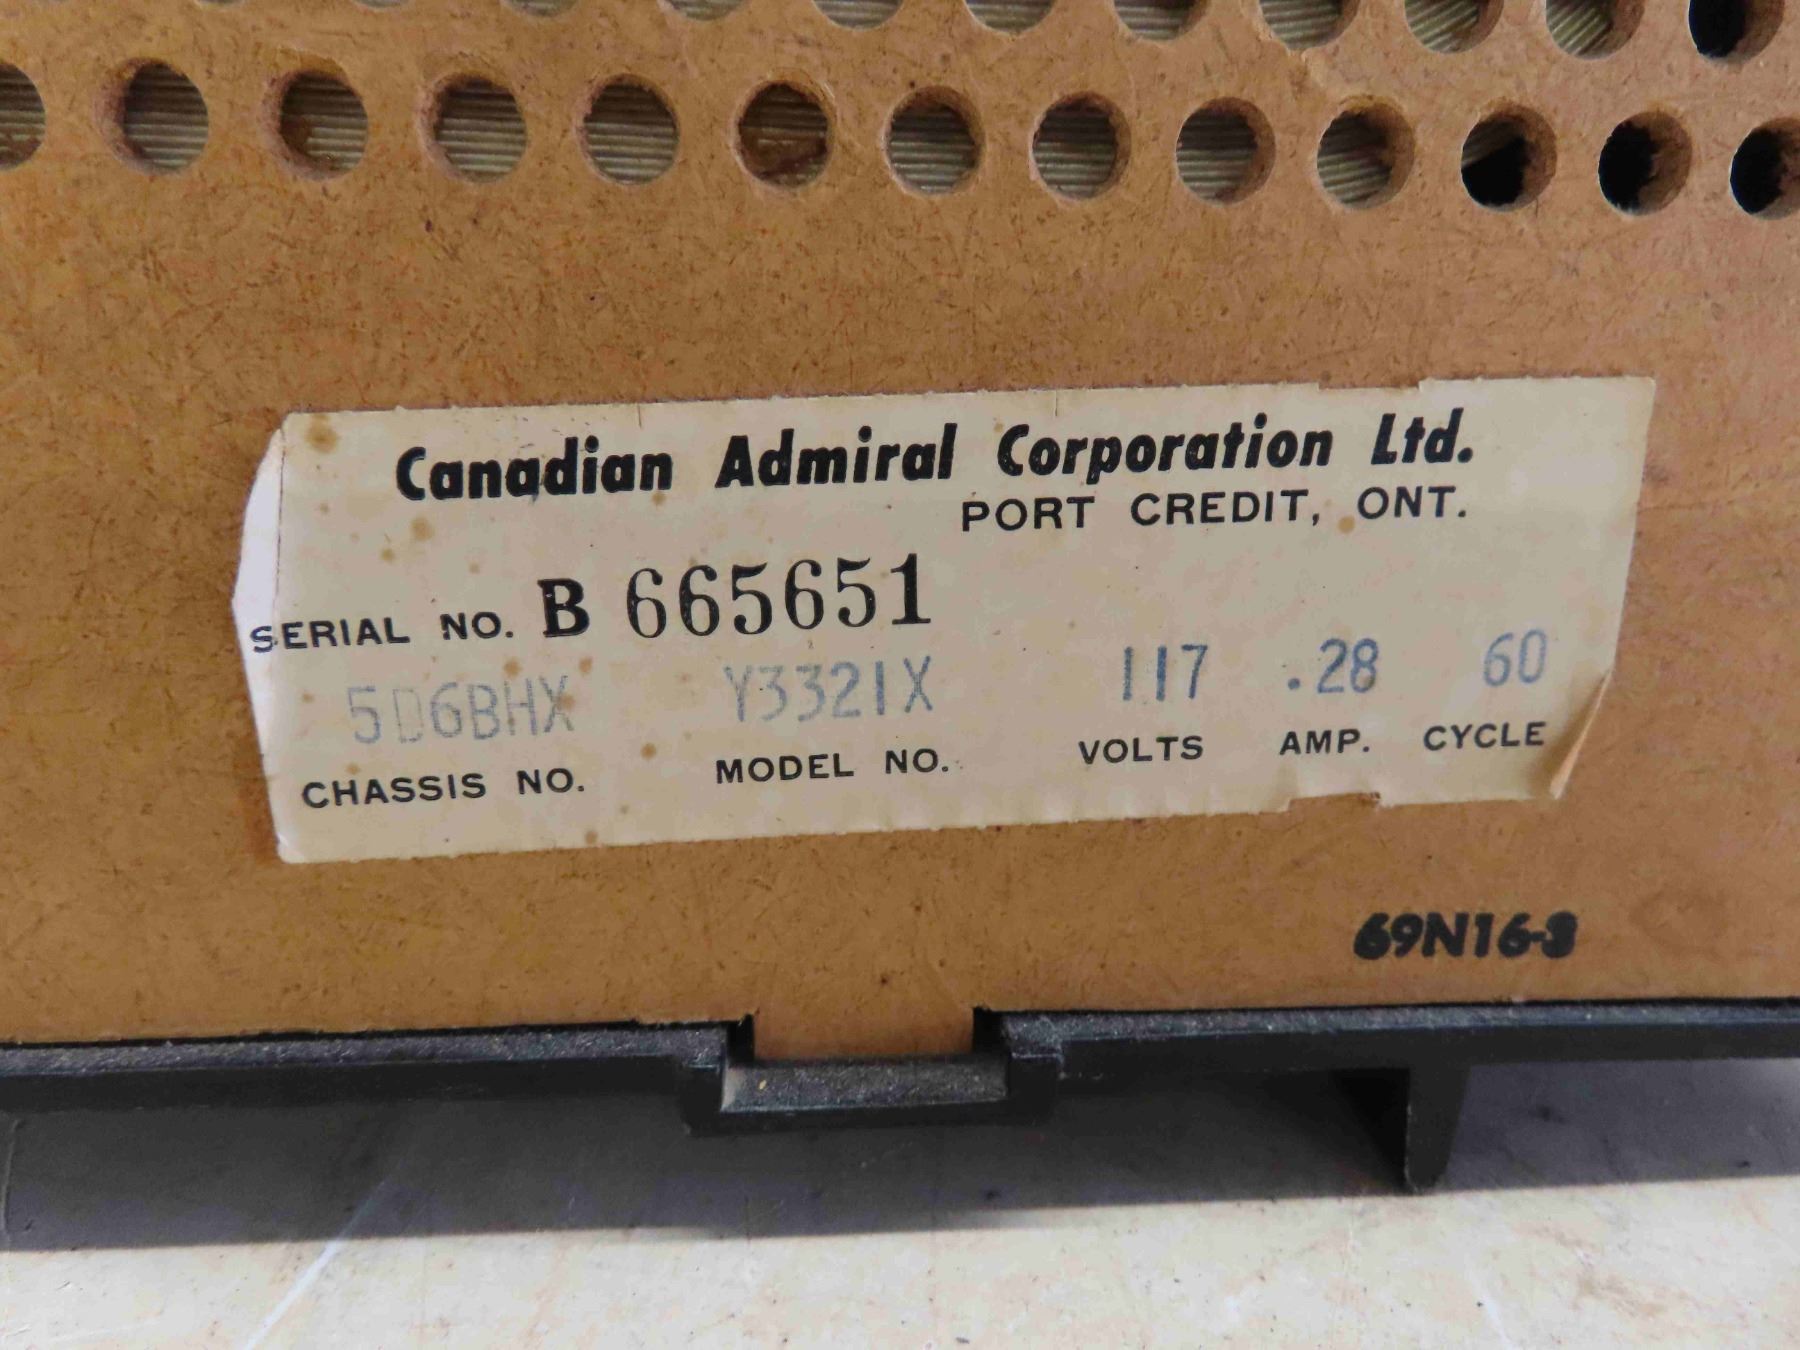 Canadian Admiral Corporation Ltd.
PORT CREDIT, ONT.
SERIAL NO. B 665651
5D6BHX Y3321X 117 .28 60
CHASSIS NO. MODEL NO. VOLTS AMP. CYCLE
69N16-3